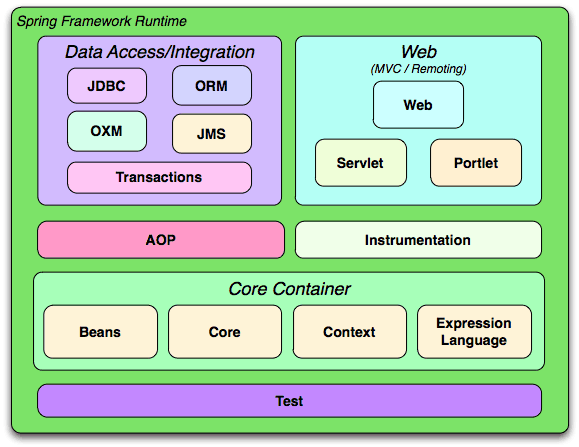 Spring Framework Runtime
Data Access/Integration
JDBC
ORM
OXM
JMS
Transactions
Web
(MVC / Remoting)
Web
Servlet
Portlet
AOP
Instrumentation
Core Container
Beans
Core
Context
Expression
Language
Test